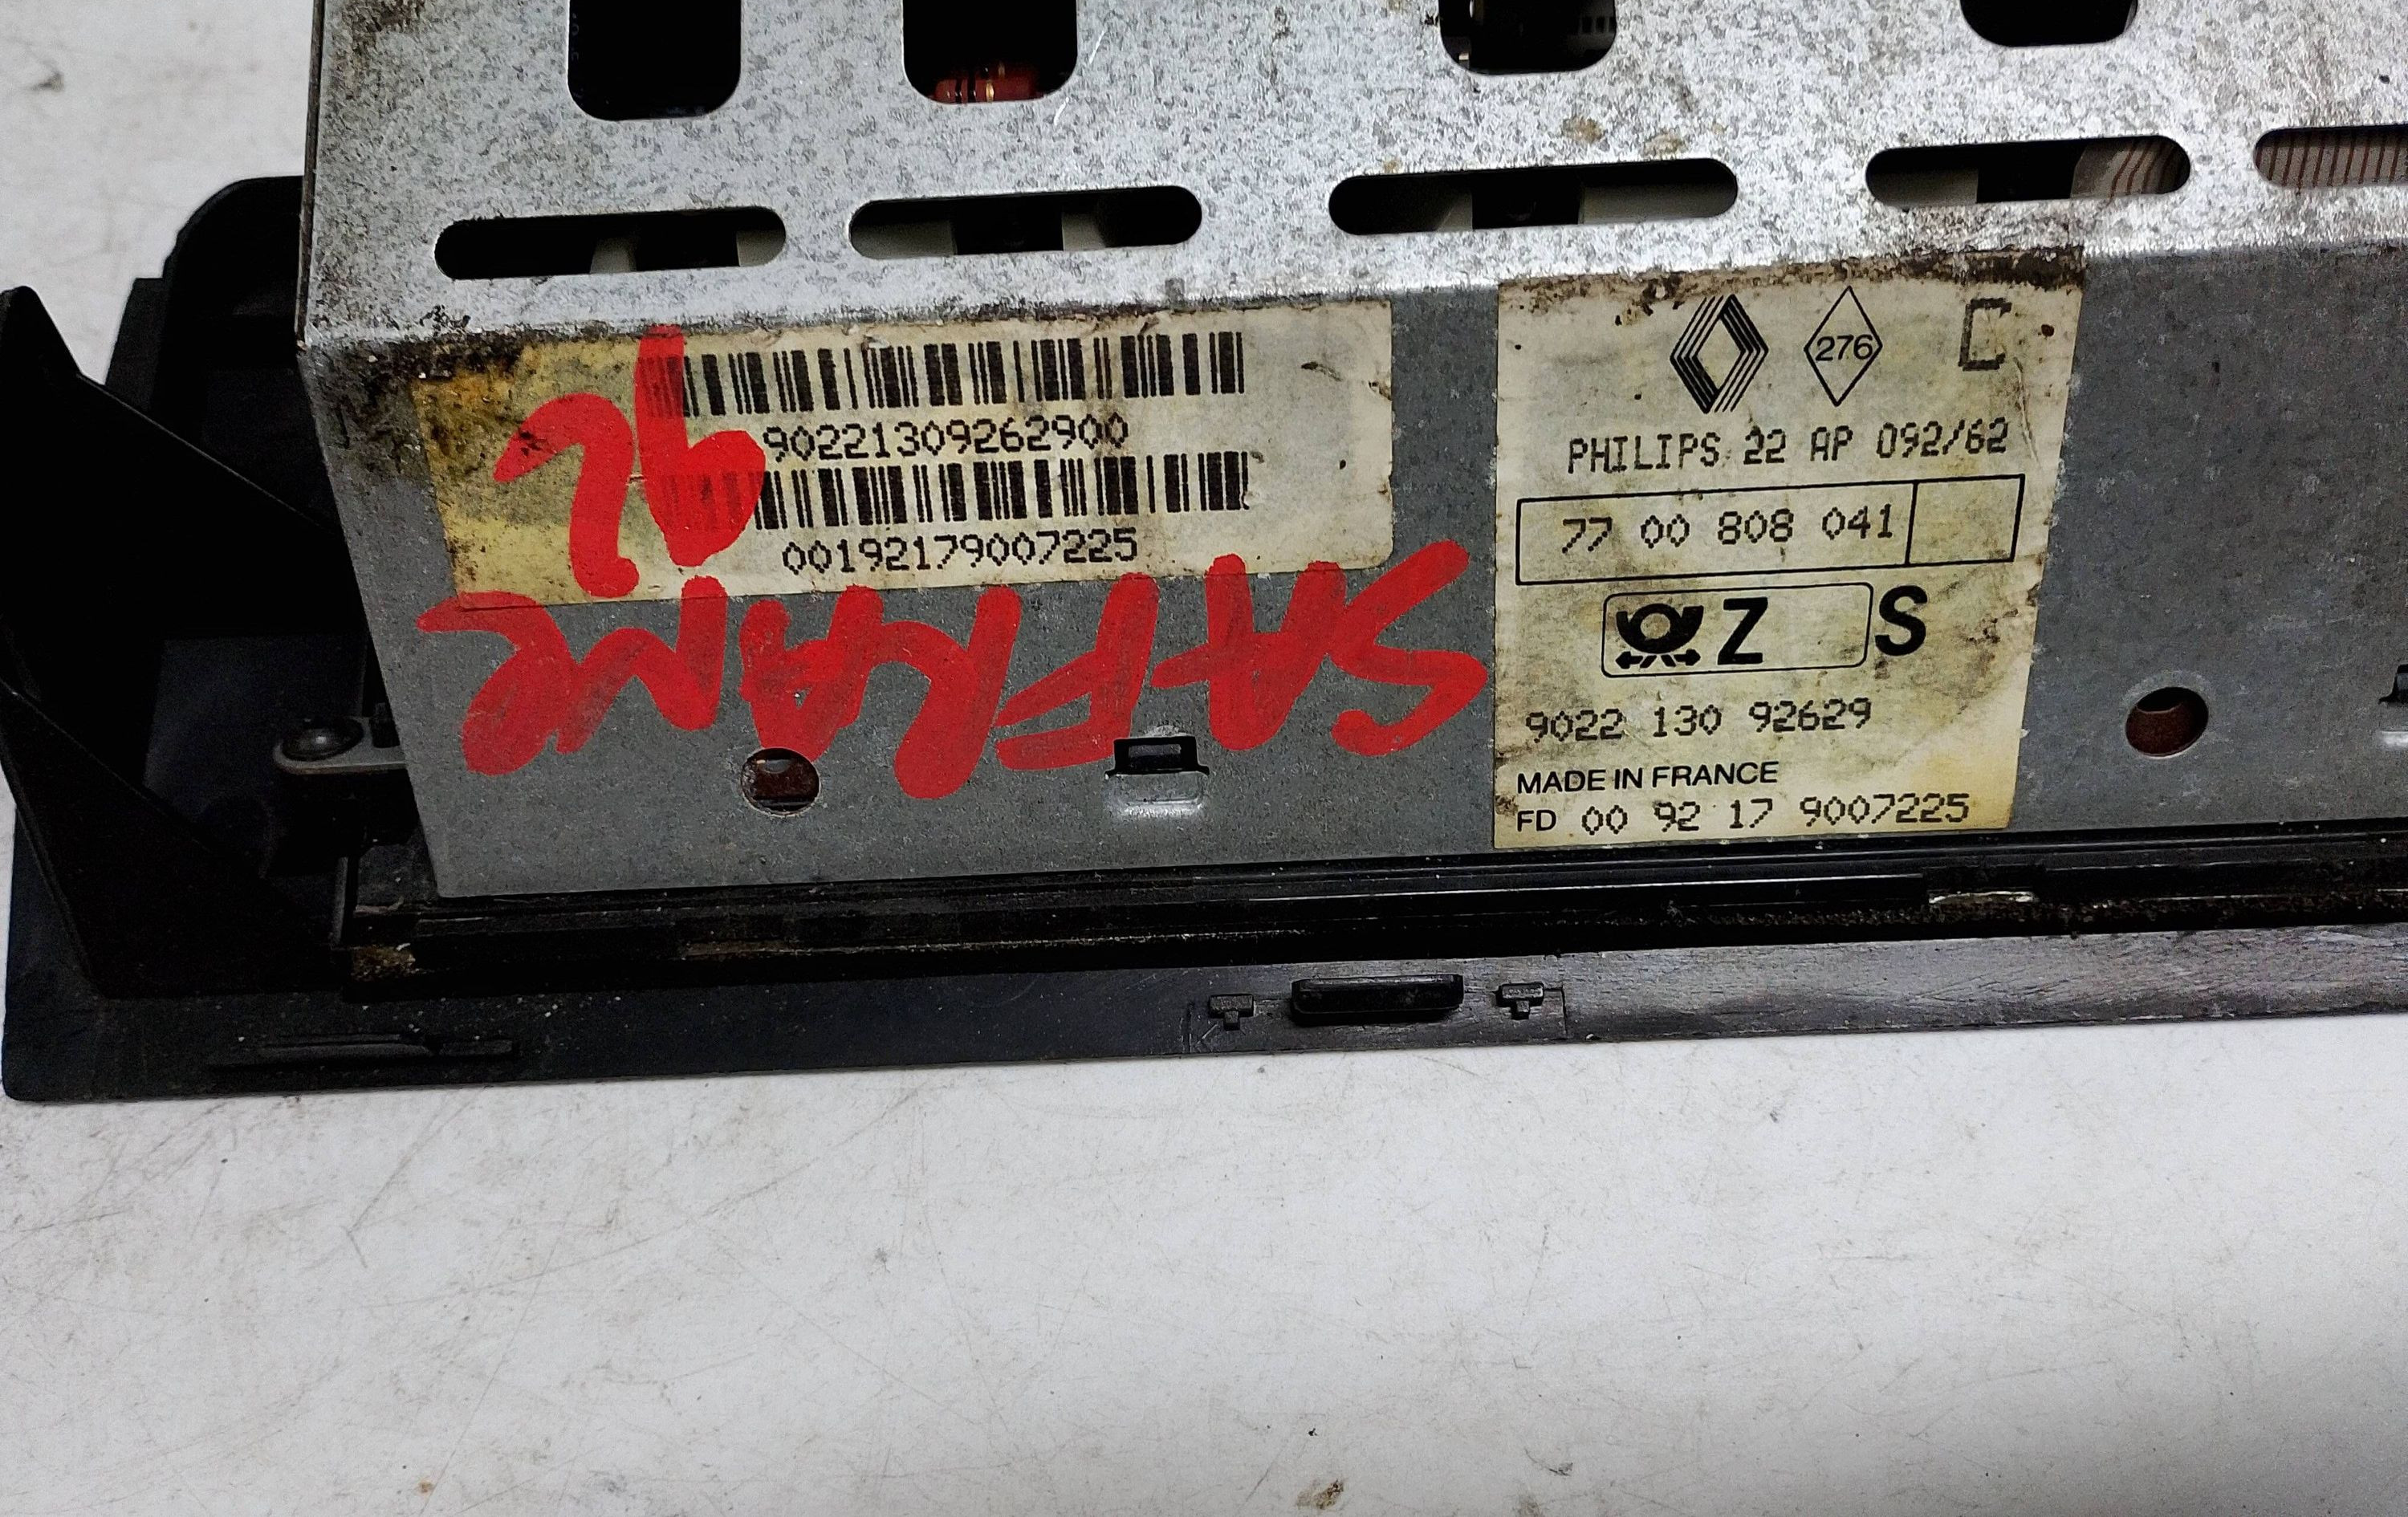 90221309262900
00192179007225
92
SAFRANE
276
C
PHILIPS 22 AP 092/62
77 00 808 041
Z S
9022 130 92629
MADE IN FRANCE
FD 00 92 17 9007225